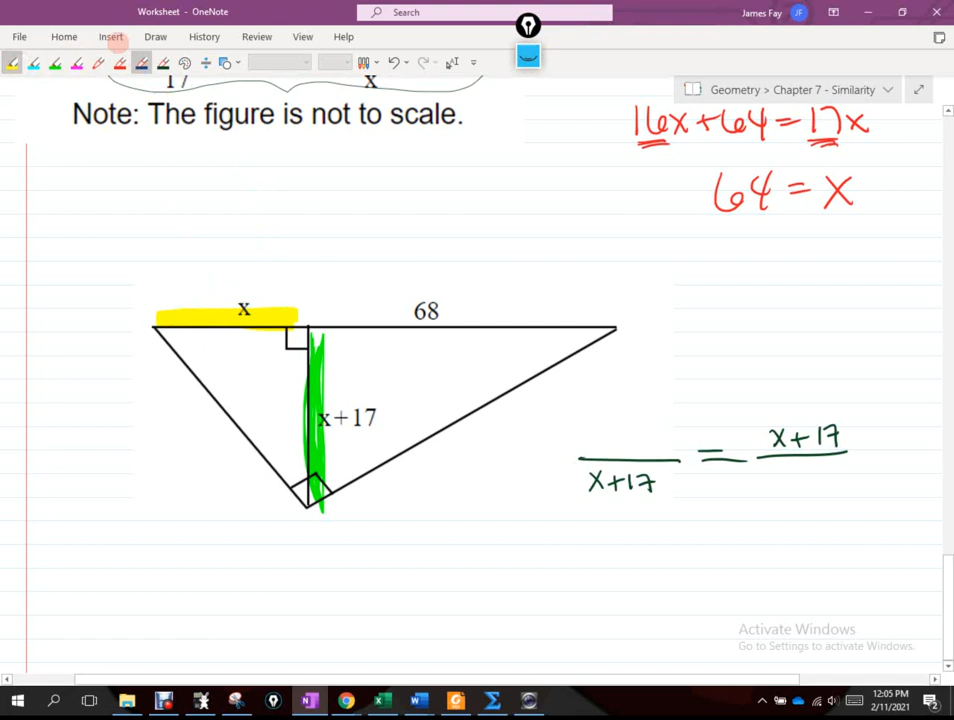 Worksheet - OneNote
Search
James Fay JF
File Home Insert Draw History Review View Help
17 x
Geometry > Chapter 7 - Similarity
Note: The figure is not to scale.
16x+64=17x
64=x
x 68
x+17
x+17
=
x+17
Activate Windows
Go to Settings to activate Windows.
12:05 PM
2/11/2021
2